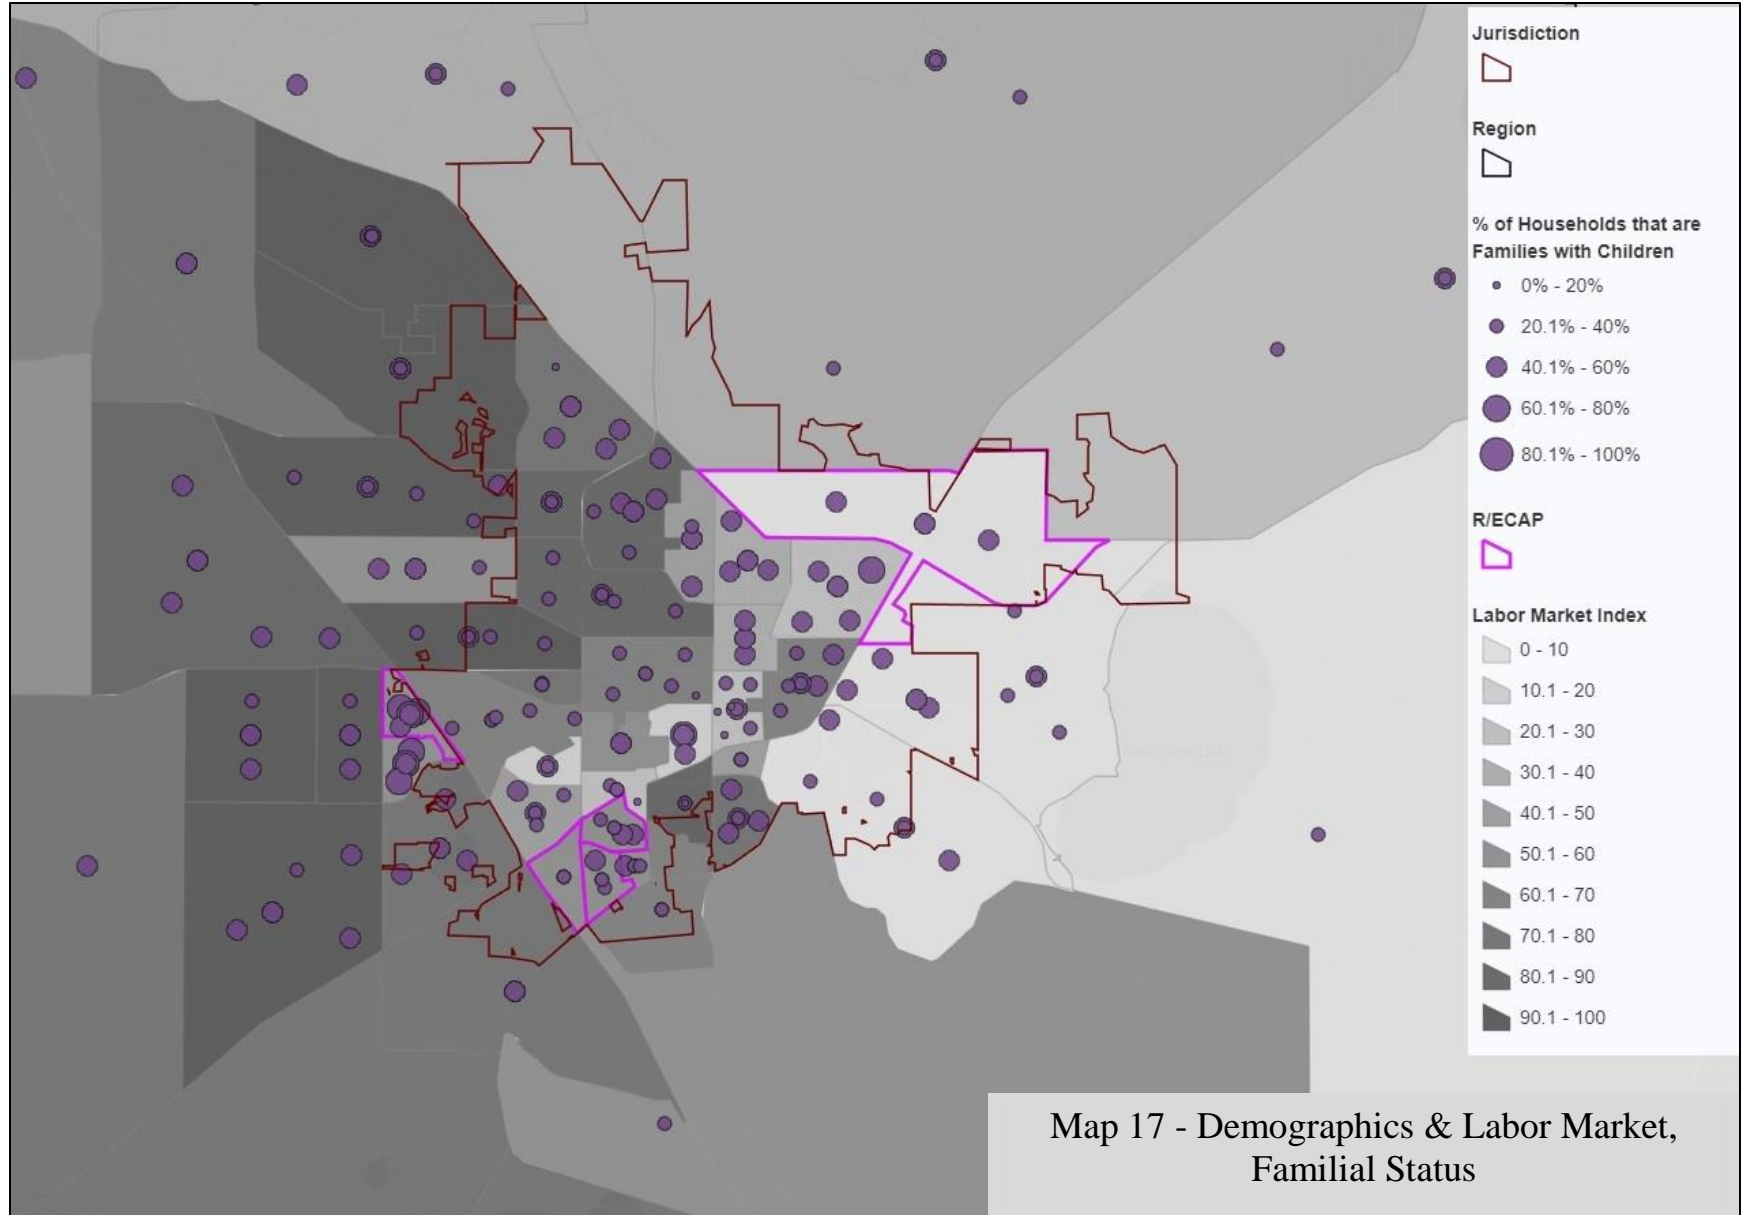 Jurisdiction
Region
% of Households that are
Families with Children
0% - 20%
20.1% - 40%
40.1% - 60%
60.1% - 80%
80.1% - 100%
R/ECAP
Labor Market Index
0 - 10
10.1 - 20
20.1 - 30
30.1 - 40
40.1 - 50
50.1 - 60
60.1 - 70
70.1 - 80
80.1 - 90
90.1 - 100
Map 17 - Demographics & Labor Market,
Familial Status